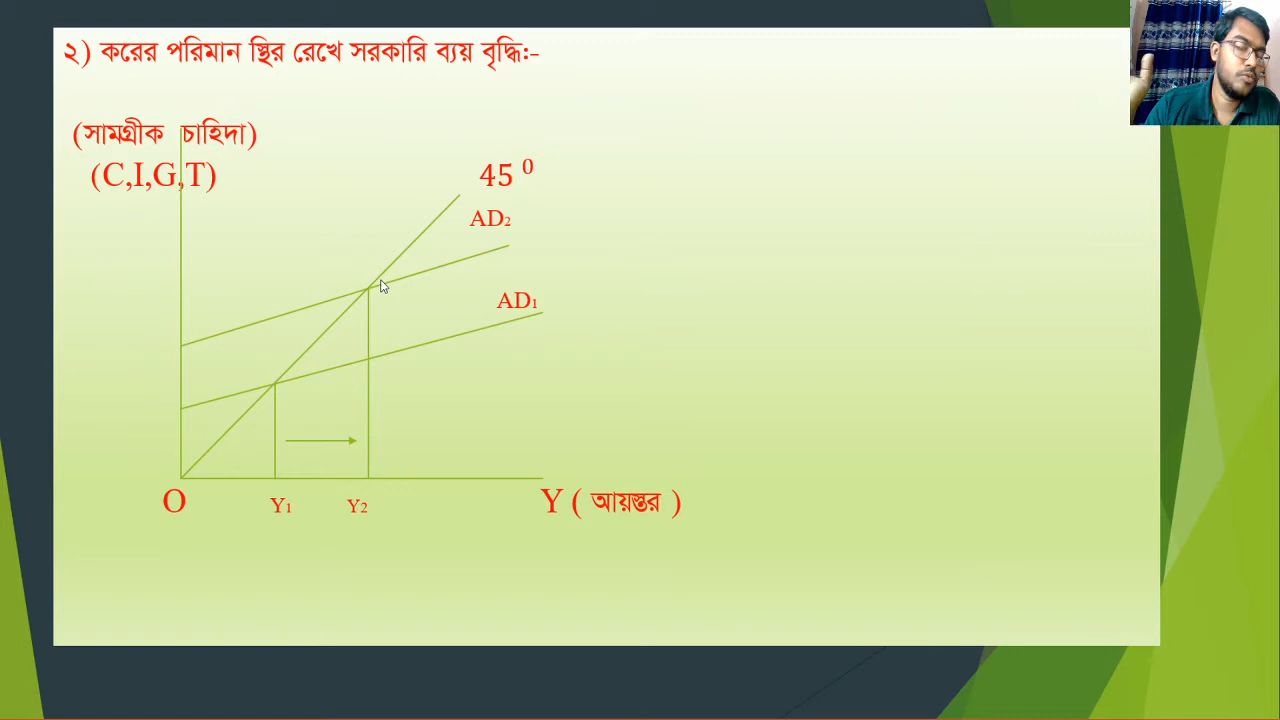 ২) করের পরিমান স্থির রেখে সরকারি ব্যয় বৃদ্ধি:-
(সামগ্রীক চাহিদা)
(C,I,G,T)
45 ⁰
AD₂
AD₁
O
Y₁
Y₂
Y ( আয়স্তর )